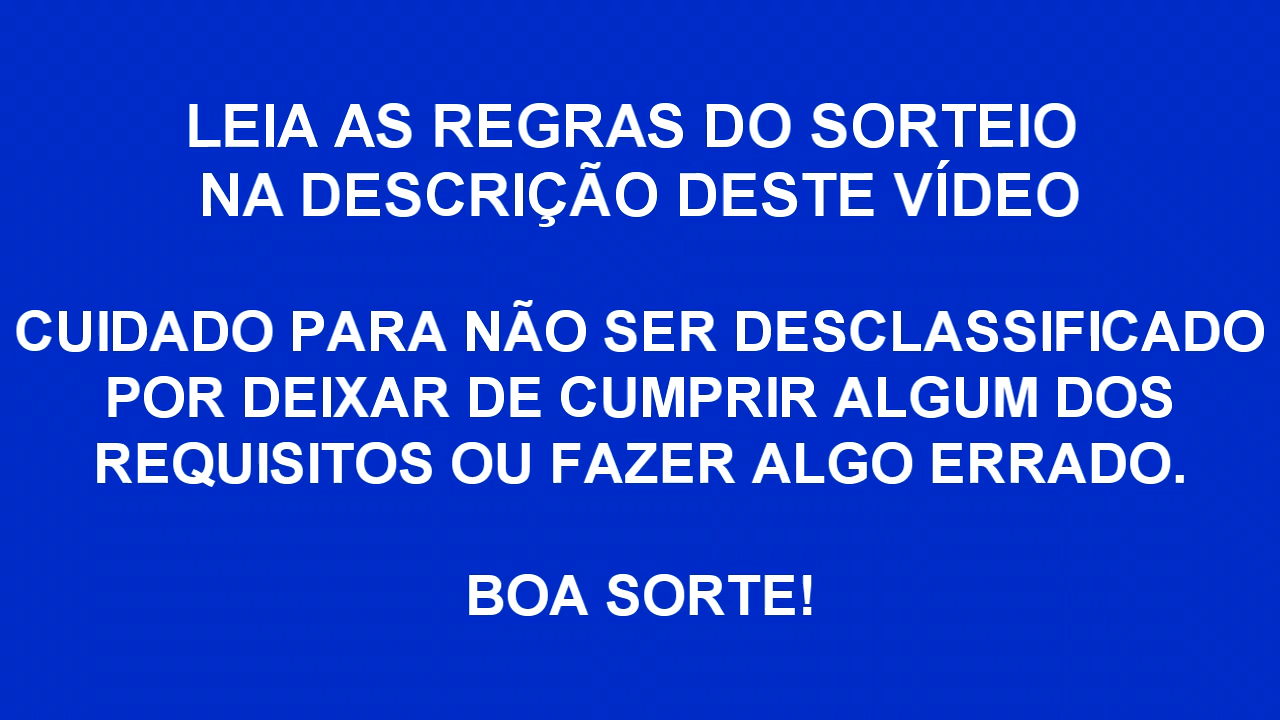 LEIA AS REGRAS DO SORTEIO
NA DESCRIÇÃO DESTE VÍDEO
CUIDADO PARA NÃO SER DESCLASSIFICADO
POR DEIXAR DE CUMPRIR ALGUM DOS
REQUISITOS OU FAZER ALGO ERRADO.
BOA SORTE!